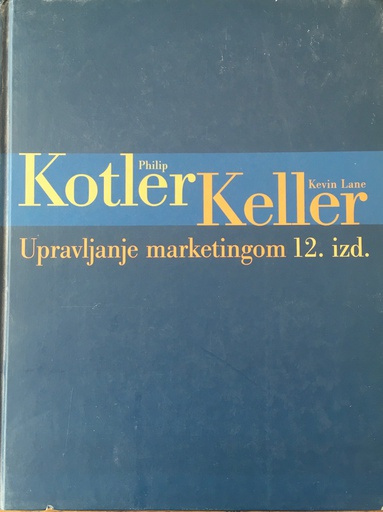 Philip
Kotler
Kevin Lane
Keller
Upravljanje marketingom 12. izd.